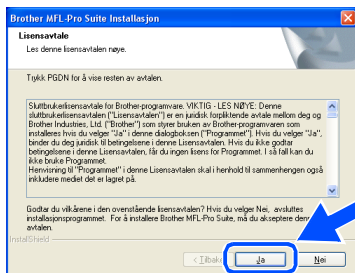 Brother MFL-Pro Suite Installasjon
Lisensavtale
Les denne lisensavtalen nøye.
Trykk PGDN for å vise resten av avtalen.
Sluttbrukerlisensavtale for Brother-programvare. VIKTIG - LES NØYE: Denne
sluttbrukerlisensavtalen ("Lisensavtalen") er en juridisk forpliktende avtale mellom deg og
Brother Industries, Ltd. ("Brother") som styrer bruken av Brother-programvaren som
installeres hvis du velger "Ja" i denne dialogboksen ("Programmet"). Hvis du velger "Ja",
binder du deg juridisk til betingelsene i denne Lisensavtalen. Hvis du ikke godtar
betingelsene i denne Lisensavtalen, får du ingen lisens for Programmet. I så fall kan du
ikke bruke Programmet.
Henvisning til "Programmet" i denne Lisensavtalen skal i henhold til sammenhengen også
inkludere mediet det er lagret på.
Godtar du vilkårene i den ovenstående lisensavtalen? Hvis du velger Nei, avsluttes
installasjonsprogrammet. For å installere Brother MFL-Pro Suite, må du akseptere
avtalen.
InstallShield
< Tilbake
Ja
Nei